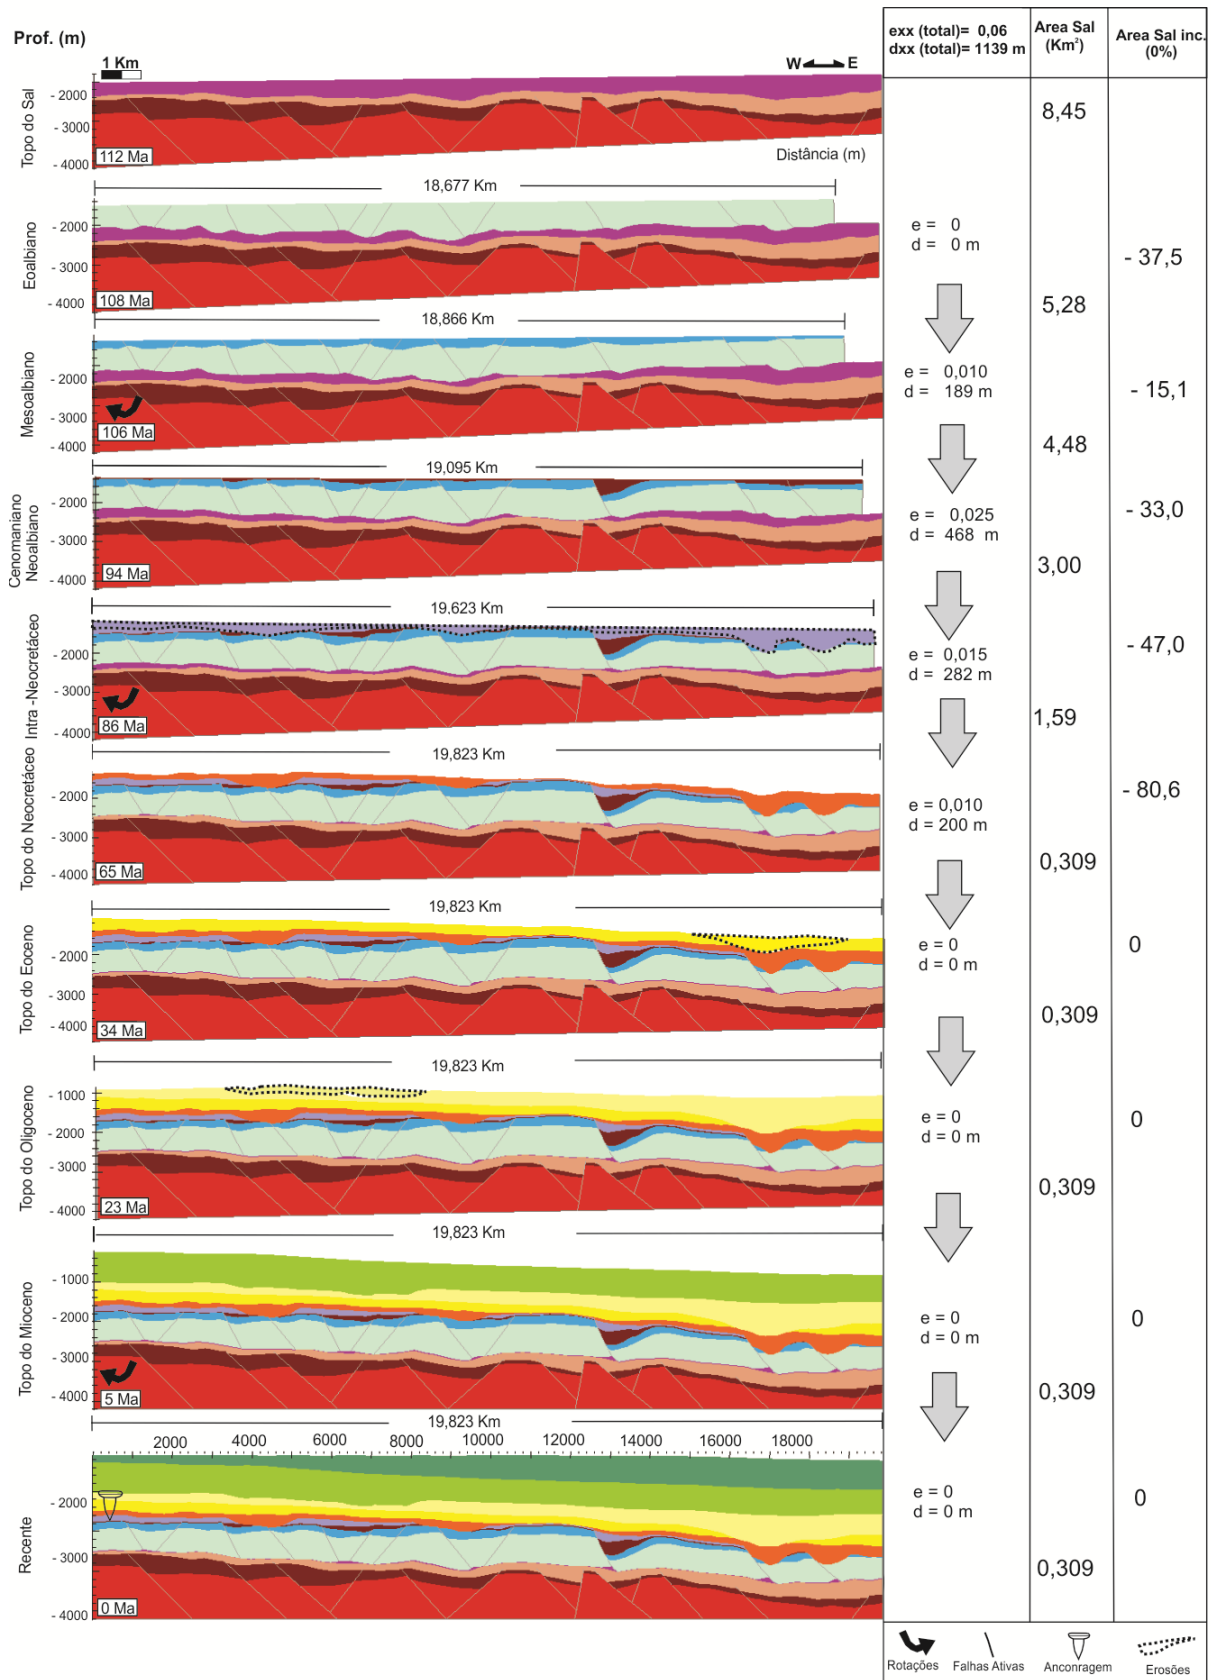 Prof. (m)
1 Km
W E
exx (total)= 0,06
dxx (total)= 1139 m
Area Sal
(Km²)
Area Sal inc.
(0%)
Topo do Sal
- 2000
- 3000
- 4000
112 Ma
Distância (m)
8,45
18,677 Km
Eoalbiano
- 2000
- 3000
- 4000
108 Ma
e = 0
d = 0 m
- 37,5
5,28
18,866 Km
Mesoalbiano
- 2000
- 3000
- 4000
106 Ma
e = 0,010
d = 189 m
- 15,1
4,48
19,095 Km
Cenomaniano
Neoalbiano
- 2000
- 3000
- 4000
94 Ma
e = 0,025
d = 468 m
- 33,0
3,00
19,623 Km
Intra -Neocretáceo
- 2000
- 3000
- 4000
86 Ma
e = 0,015
d = 282 m
- 47,0
1,59
19,823 Km
Topo do Neocretáceo
- 2000
- 3000
- 4000
65 Ma
e = 0,010
d = 200 m
- 80,6
0,309
19,823 Km
Topo do Eoceno
- 2000
- 3000
- 4000
34 Ma
e = 0
d = 0 m
0
0,309
19,823 Km
Topo do Oligoceno
- 1000
- 2000
- 3000
- 4000
23 Ma
e = 0
d = 0 m
0
0,309
19,823 Km
Topo do Mioceno
- 1000
- 2000
- 3000
- 4000
5 Ma
e = 0
d = 0 m
0
0,309
19,823 Km
2000 4000 6000 8000 10000 12000 14000 16000 18000
Recente
- 2000
- 3000
- 4000
0 Ma
e = 0
d = 0 m
0
0,309
Rotações Falhas Ativas Anconragem Erosões